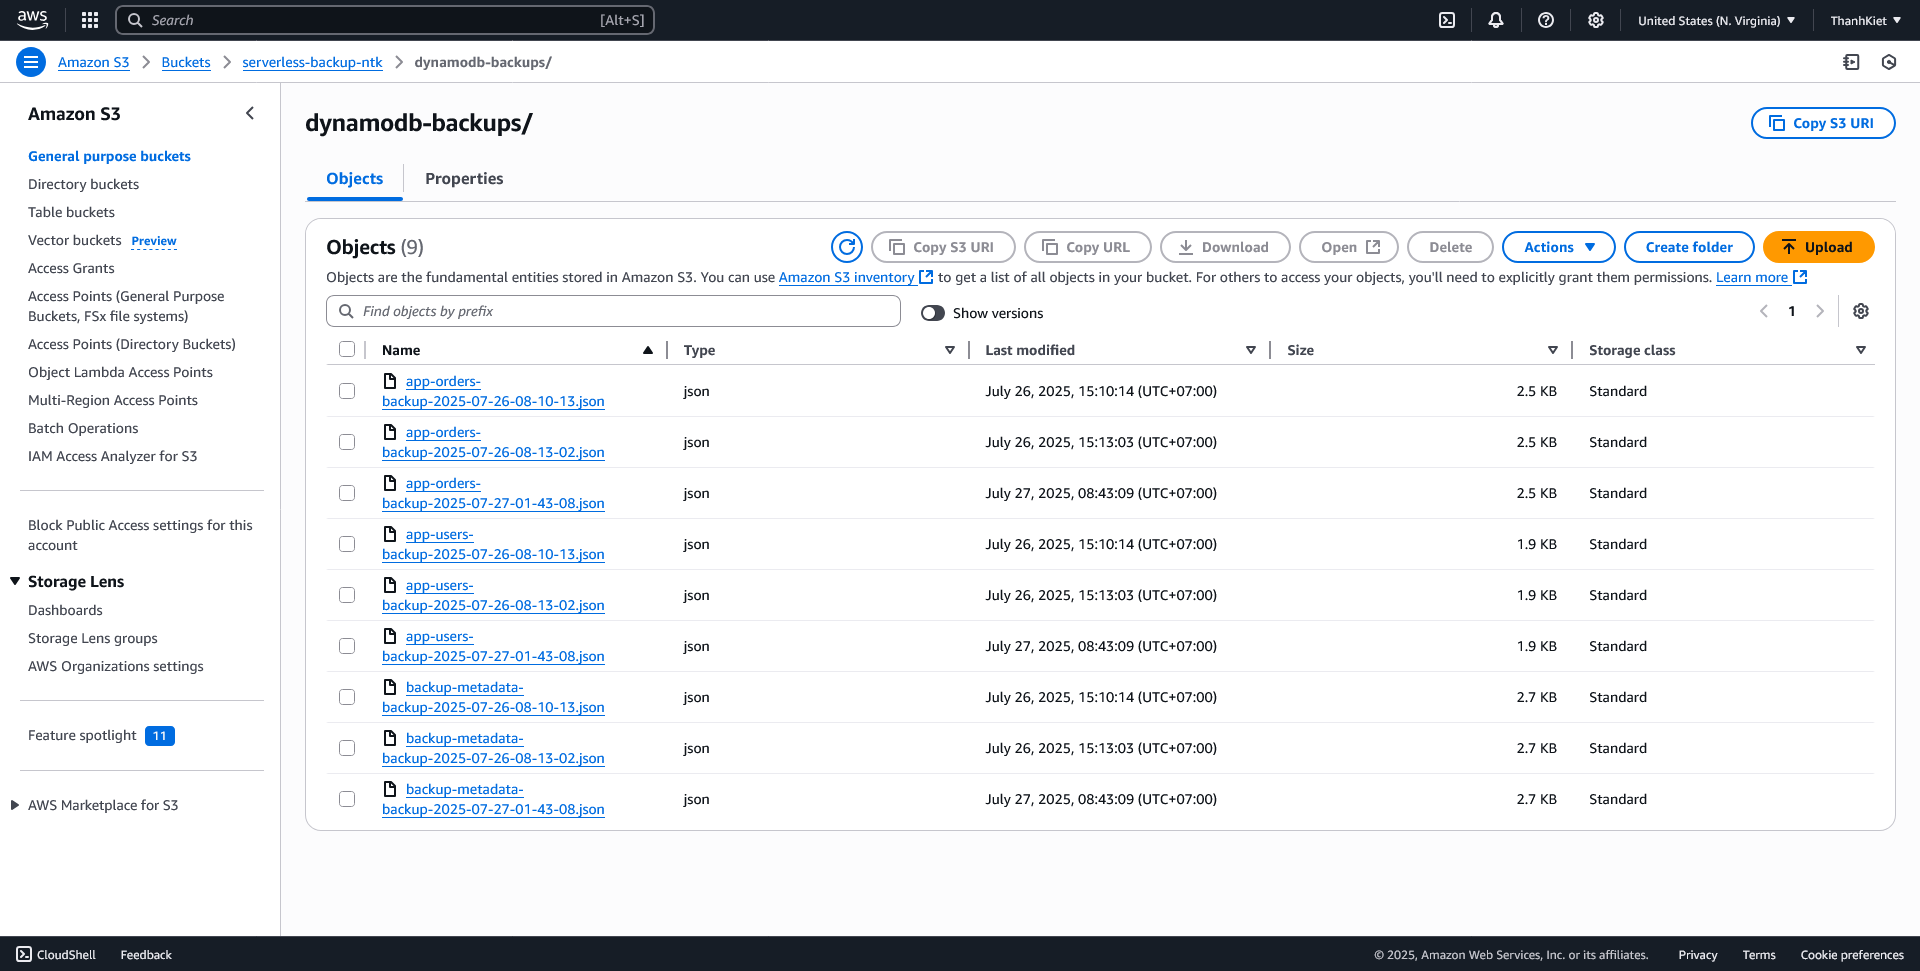 aws
Search [Alt+S]
United States (N. Virginia)
ThanhKiet
Amazon S3 > Buckets > serverless-backup-ntk > dynamodb-backups/
Amazon S3
General purpose buckets
Directory buckets
Table buckets
Vector buckets Preview
Access Grants
Access Points (General Purpose
Buckets, FSx file systems)
Access Points (Directory Buckets)
Object Lambda Access Points
Multi-Region Access Points
Batch Operations
IAM Access Analyzer for S3
Block Public Access settings for this
account
Storage Lens
Dashboards
Storage Lens groups
AWS Organizations settings
Feature spotlight 11
AWS Marketplace for S3
dynamodb-backups/
Copy S3 URI
Objects Properties
Objects (9)
Copy S3 URI Copy URL Download Open Delete Actions Create folder Upload
Objects are the fundamental entities stored in Amazon S3. You can use Amazon S3 inventory to get a list of all objects in your bucket. For others to access your objects, you'll need to explicitly grant them permissions. Learn more
Find objects by prefix Show versions 1
Name Type Last modified Size Storage class
app-orders-
backup-2025-07-26-08-10-13.json json July 26, 2025, 15:10:14 (UTC+07:00) 2.5 KB Standard
app-orders-
backup-2025-07-26-08-13-02.json json July 26, 2025, 15:13:03 (UTC+07:00) 2.5 KB Standard
app-orders-
backup-2025-07-27-01-43-08.json json July 27, 2025, 08:43:09 (UTC+07:00) 2.5 KB Standard
app-users-
backup-2025-07-26-08-10-13.json json July 26, 2025, 15:10:14 (UTC+07:00) 1.9 KB Standard
app-users-
backup-2025-07-26-08-13-02.json json July 26, 2025, 15:13:03 (UTC+07:00) 1.9 KB Standard
app-users-
backup-2025-07-27-01-43-08.json json July 27, 2025, 08:43:09 (UTC+07:00) 1.9 KB Standard
backup-metadata-
backup-2025-07-26-08-10-13.json json July 26, 2025, 15:10:14 (UTC+07:00) 2.7 KB Standard
backup-metadata-
backup-2025-07-26-08-13-02.json json July 26, 2025, 15:13:03 (UTC+07:00) 2.7 KB Standard
backup-metadata-
backup-2025-07-27-01-43-08.json json July 27, 2025, 08:43:09 (UTC+07:00) 2.7 KB Standard
CloudShell Feedback
© 2025, Amazon Web Services, Inc. or its affiliates. Privacy Terms Cookie preferences